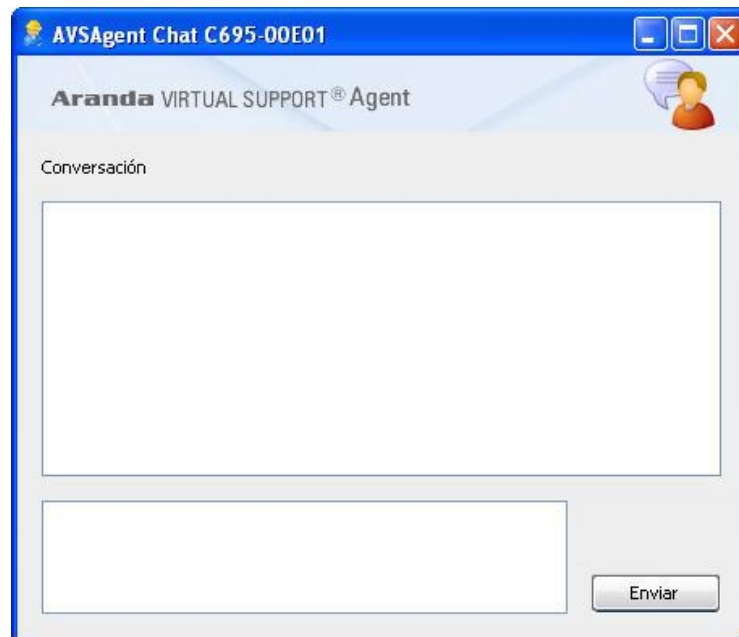 AVSAgent Chat C695-00E01
Aranda VIRTUAL SUPPORT® Agent
Conversación
Enviar